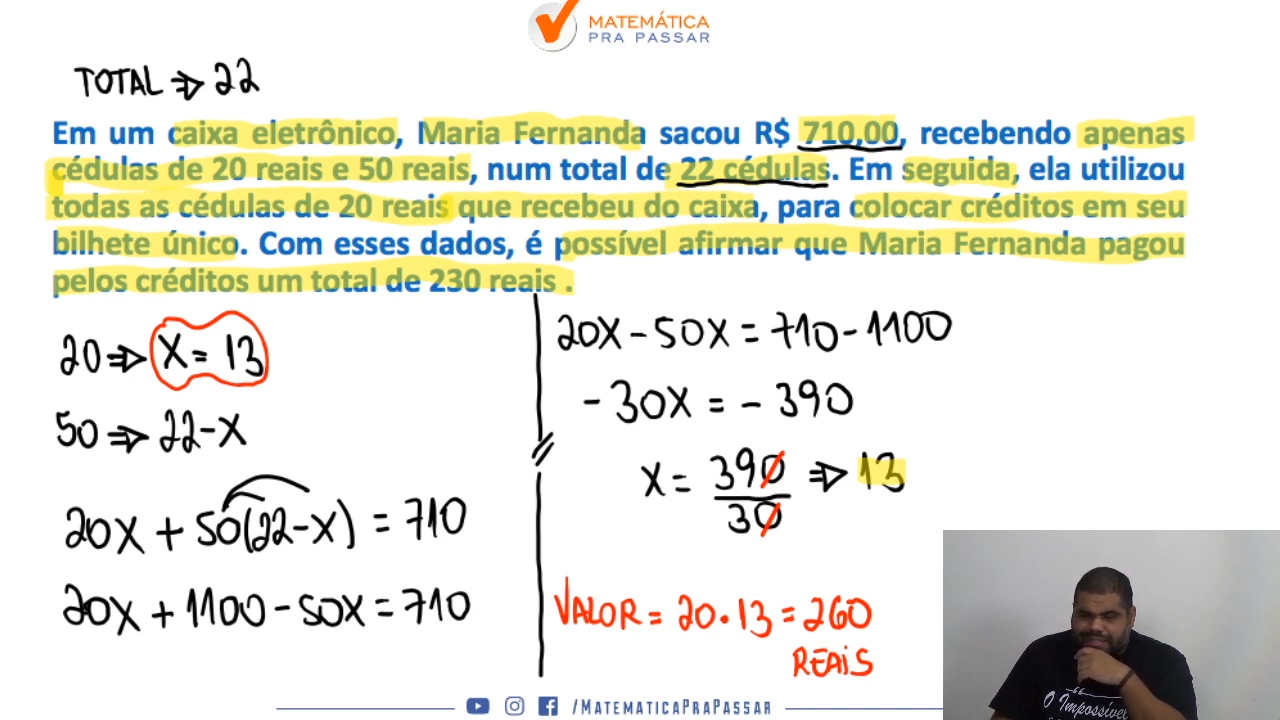 MATEMÁTICA
PRA PASSAR
TOTAL ⇒ 22
Em um caixa eletrônico, Maria Fernanda sacou R$ 710,00, recebendo apenas
cédulas de 20 reais e 50 reais, num total de 22 cédulas. Em seguida, ela utilizou
todas as cédulas de 20 reais que recebeu do caixa, para colocar créditos em seu
bilhete único. Com esses dados, é possível afirmar que Maria Fernanda pagou
pelos créditos um total de 230 reais .
20 ⇒ X = 13
50 ⇒ 22-X
20X + 50(22-X) = 710
20X + 1100 - 50X = 710
20X - 50X = 710 - 1100
- 30X = - 390
X = 390/30 ⇒ 13
VALOR = 20 · 13 = 260
REAIS
O Impossível
/MatematicaPraPassar